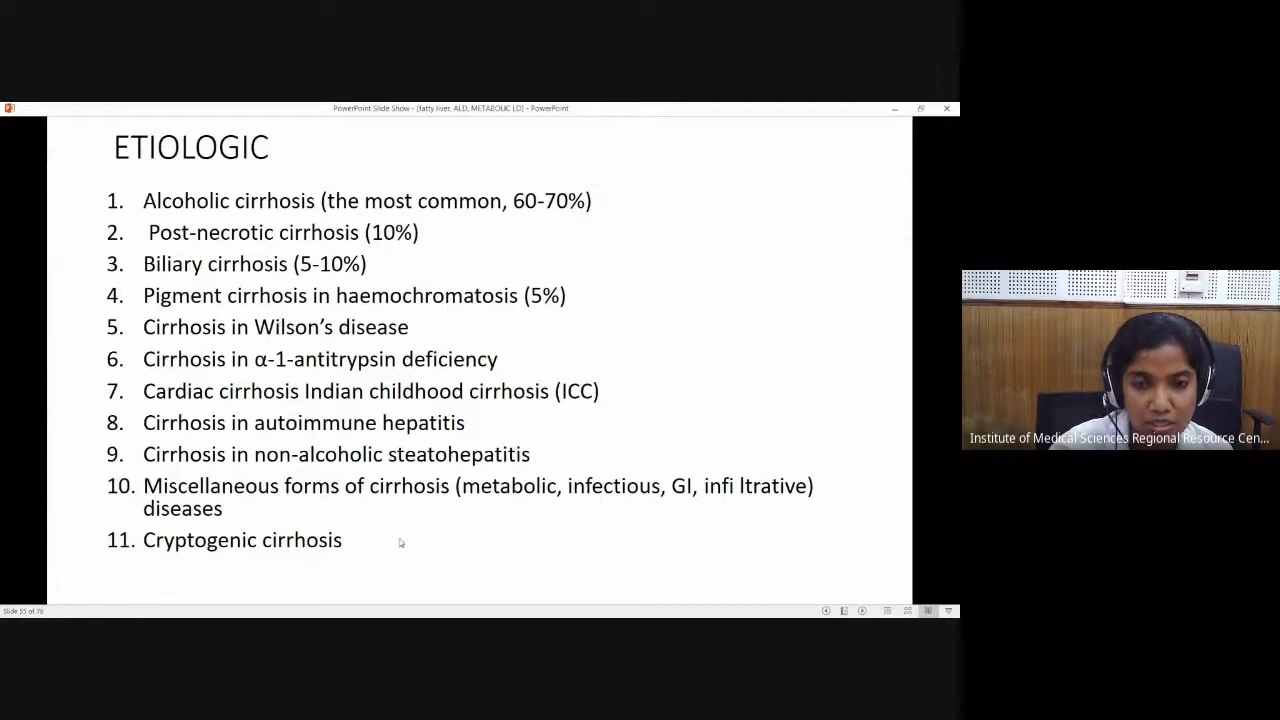 PowerPoint Slide Show - [fatty liver, ALD, METABOLIC LD] - PowerPoint
ETIOLOGIC
1. Alcoholic cirrhosis (the most common, 60-70%)
2. Post-necrotic cirrhosis (10%)
3. Biliary cirrhosis (5-10%)
4. Pigment cirrhosis in haemochromatosis (5%)
5. Cirrhosis in Wilson’s disease
6. Cirrhosis in α-1-antitrypsin deficiency
7. Cardiac cirrhosis Indian childhood cirrhosis (ICC)
8. Cirrhosis in autoimmune hepatitis
9. Cirrhosis in non-alcoholic steatohepatitis
10. Miscellaneous forms of cirrhosis (metabolic, infectious, GI, infi ltrative)
diseases
11. Cryptogenic cirrhosis
Slide 55 of 76
Institute of Medical Sciences Regional Resource Cen...